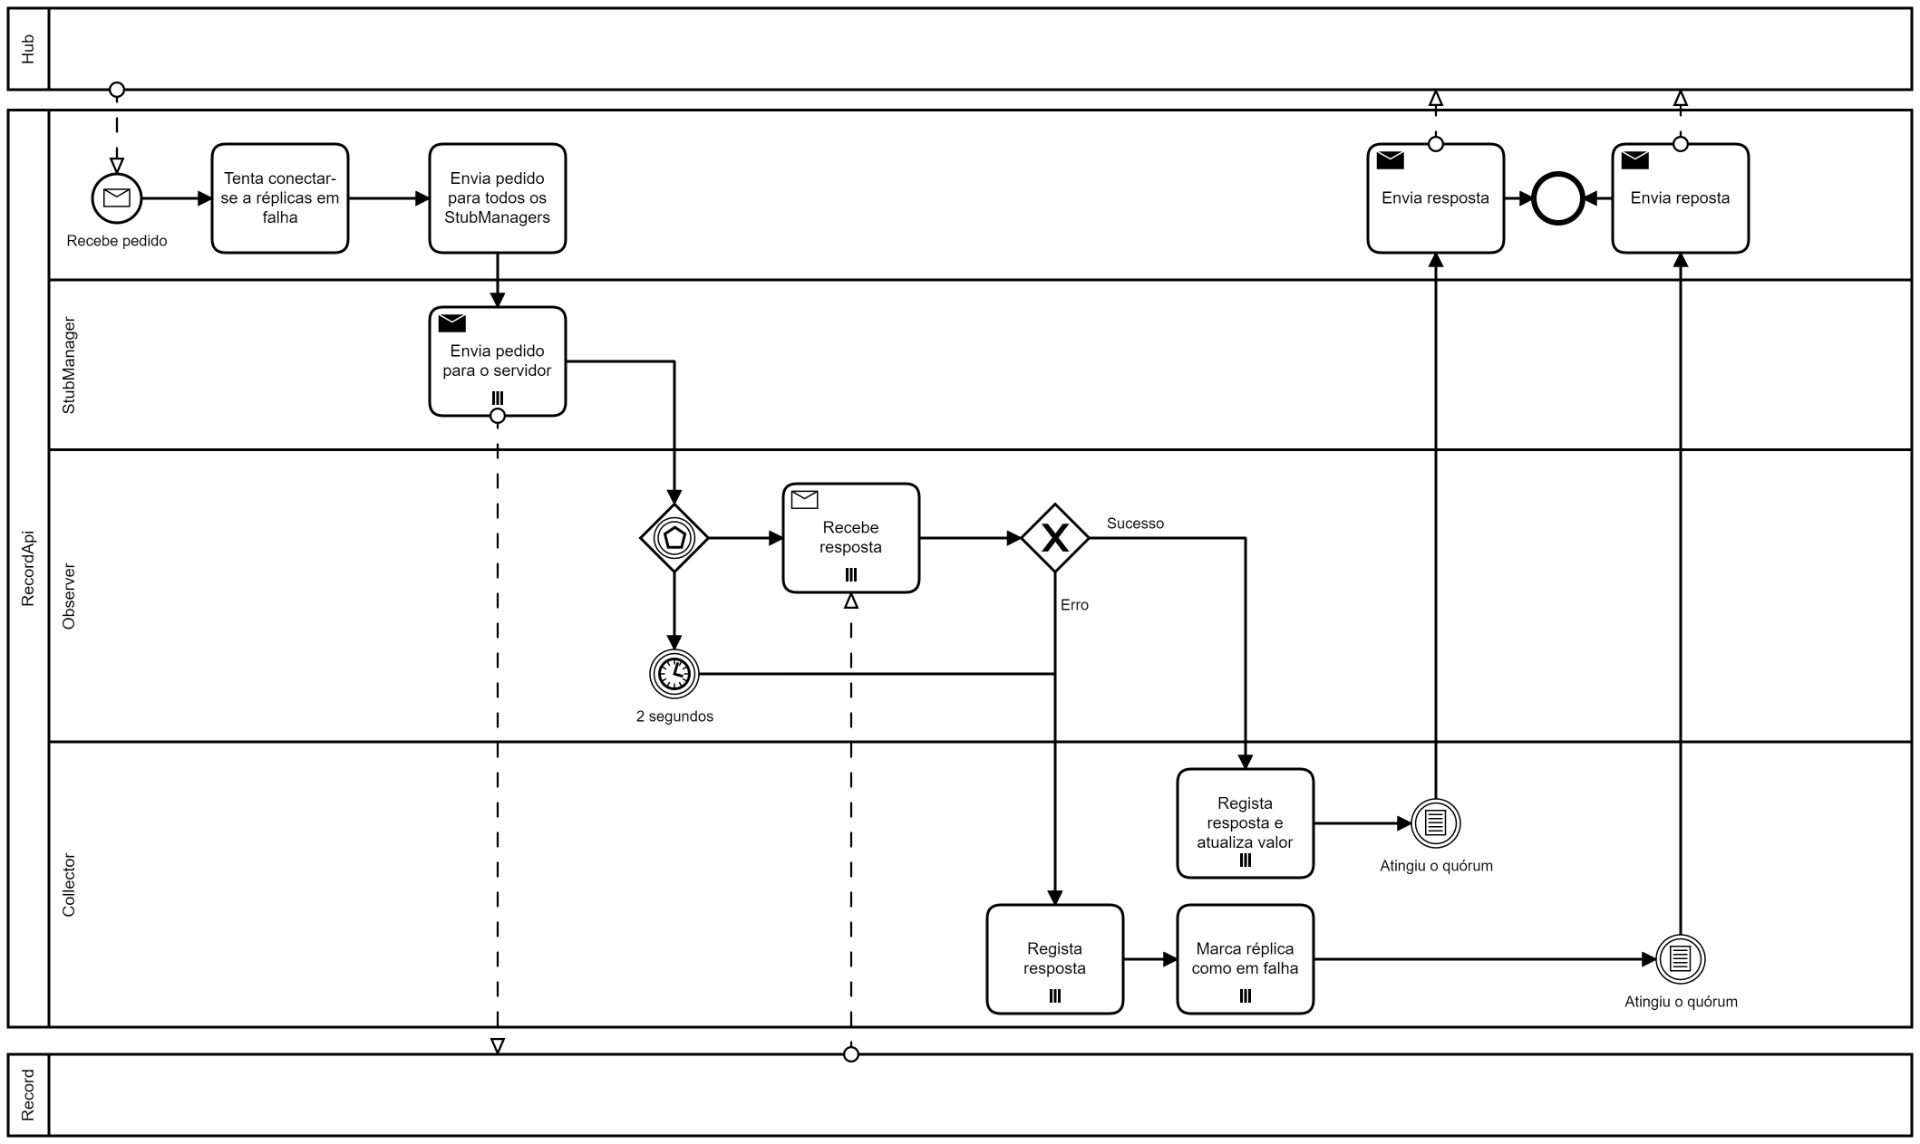 Hub
RecordApi
Recebe pedido
Tenta conectar-
se a réplicas em
falha
Envia pedido
para todos os
StubManagers
Envia resposta
Envia reposta
StubManager
Envia pedido
para o servidor
Observer
Recebe
resposta
Sucesso
Erro
2 segundos
Collector
Regista
resposta e
atualiza valor
Atingiu o quórum
Regista
resposta
Marca réplica
como em falha
Atingiu o quórum
Record